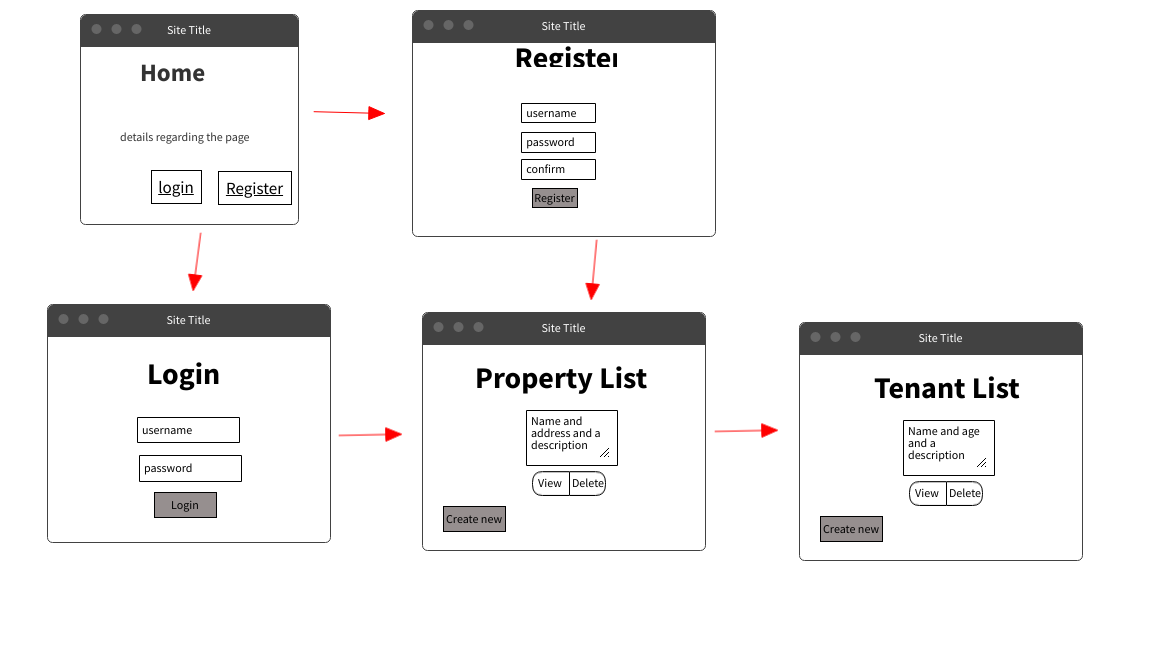 Site Title
Home
details regarding the page
login
Register
Site Title
Register
username
password
confirm
Register
Site Title
Login
username
password
Login
Site Title
Property List
Name and
address and a
description
View
Delete
Create new
Site Title
Tenant List
Name and age
and a
description
View
Delete
Create new